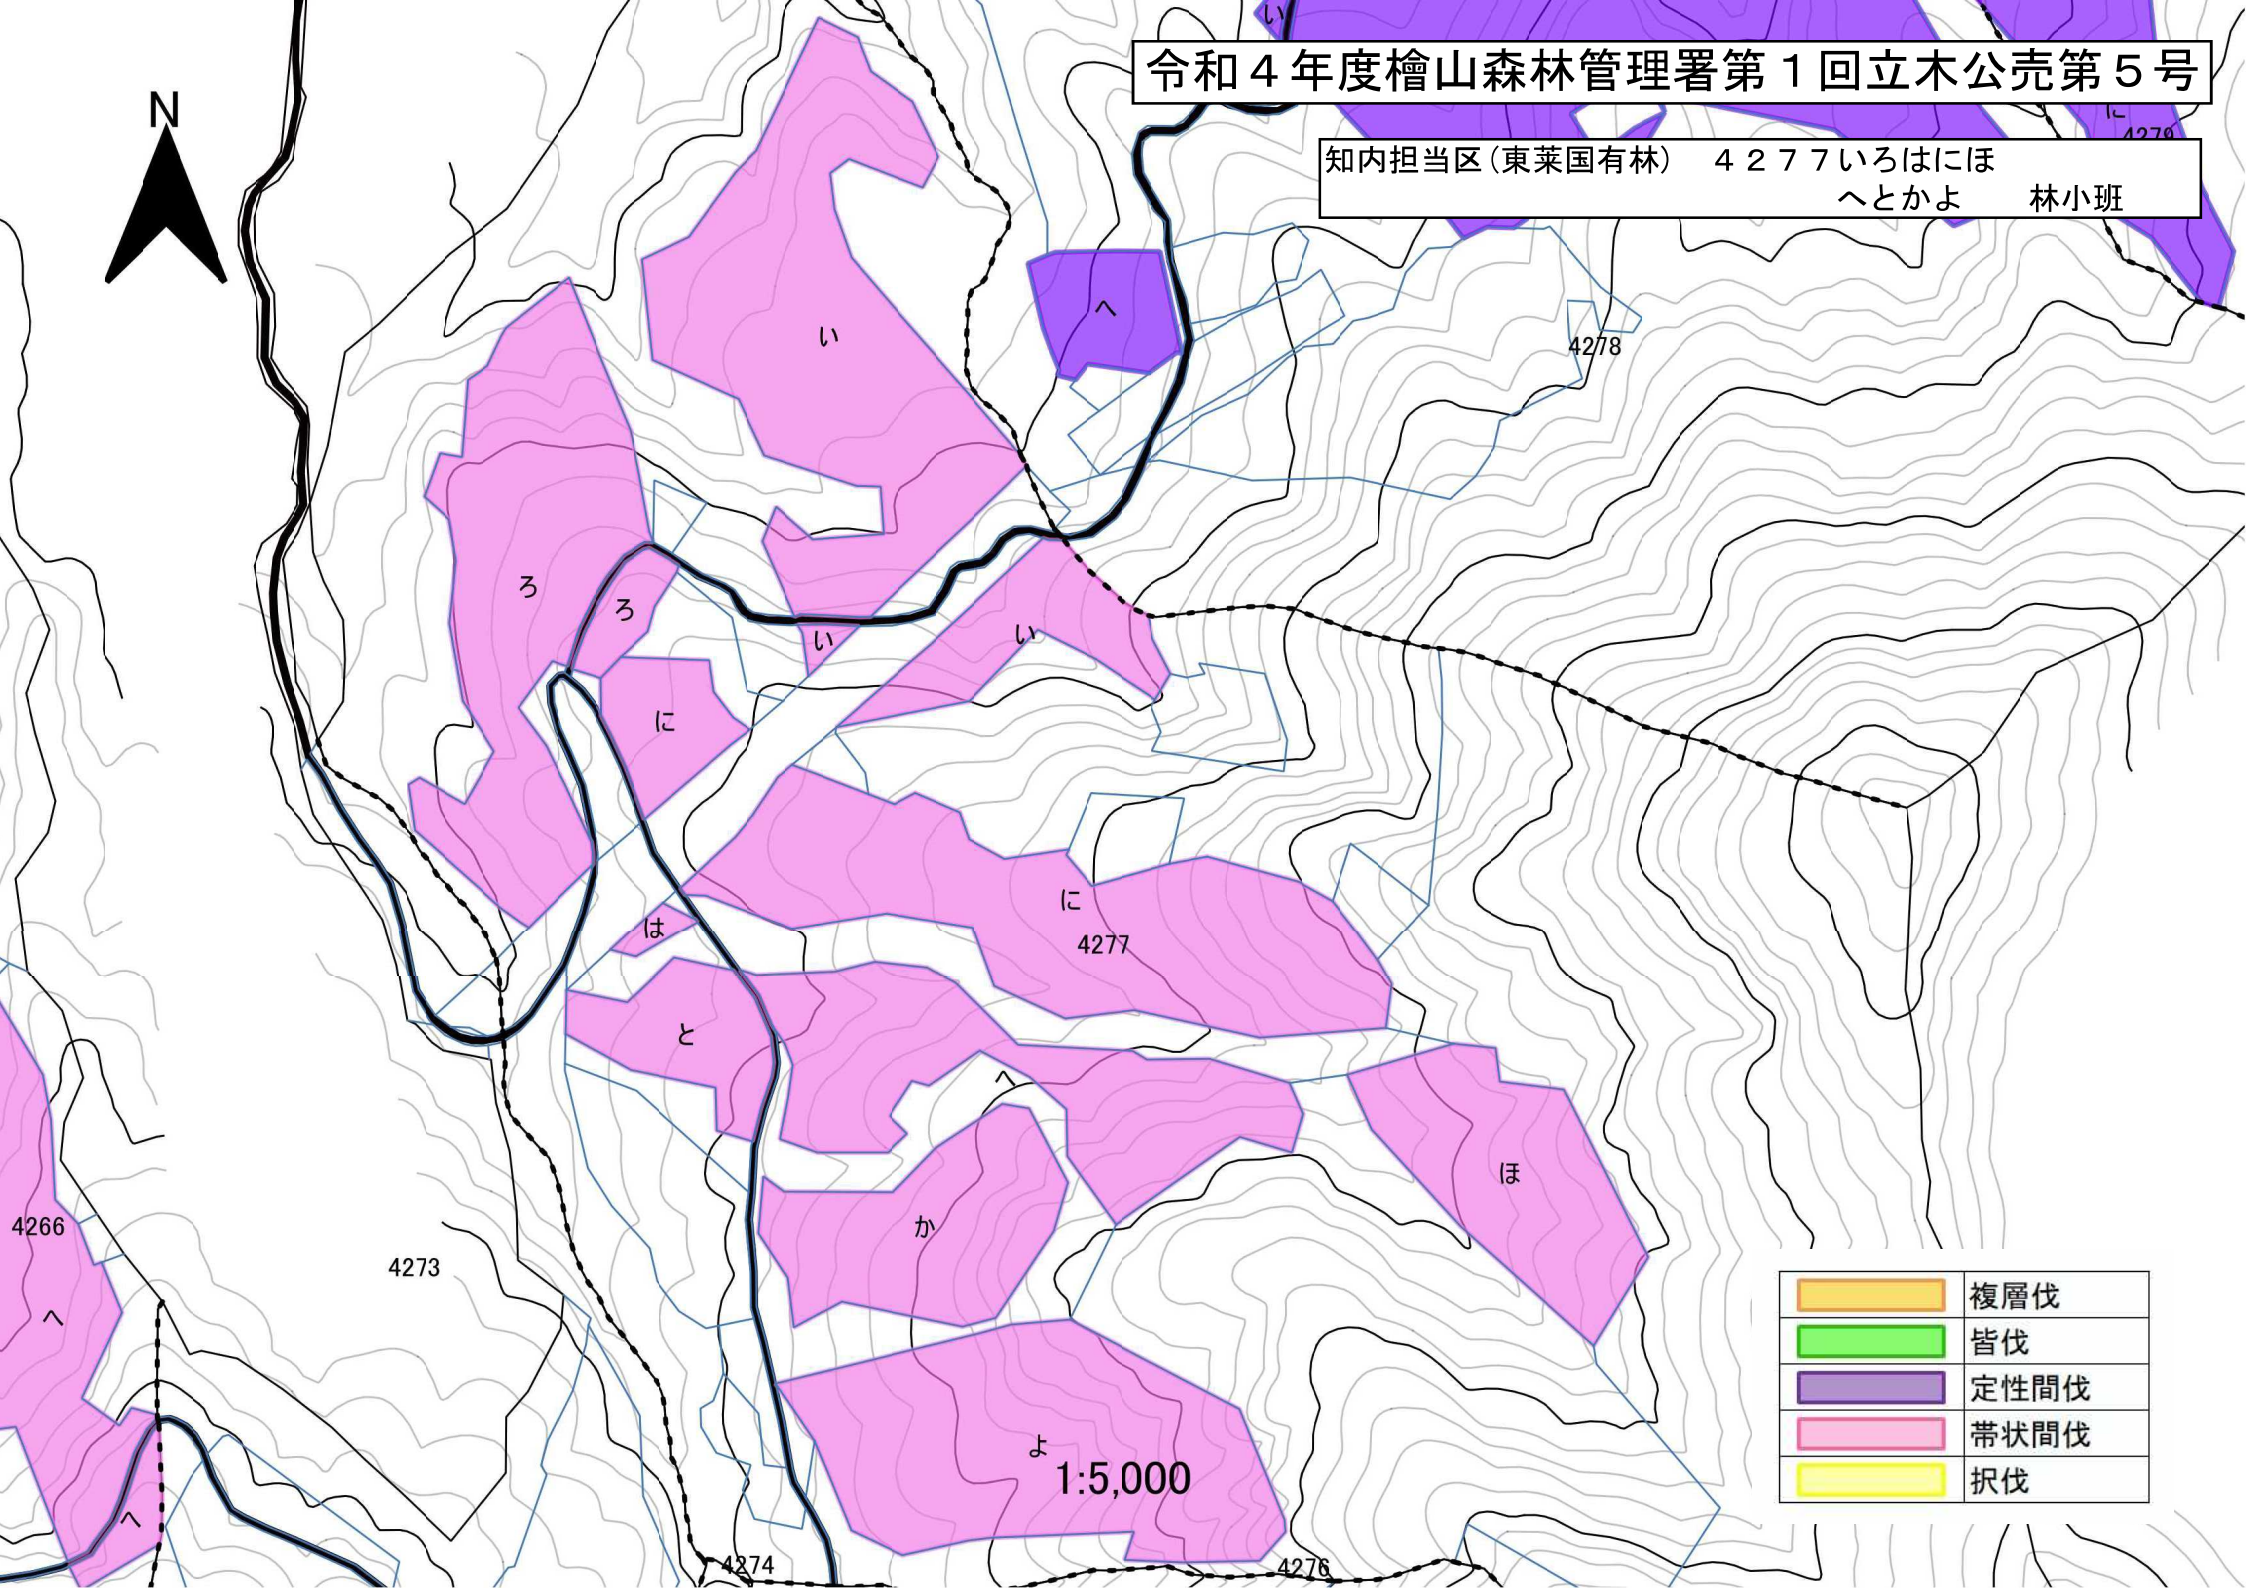 い
令和４年度檜山森林管理署第１回立木公売第５号
N
に
4279
知内担当区(東莱国有林)　４２７７いろはにほ
へとかよ　林小班
へ
い
4278
ろ
ろ
い
い
に
に
は
4277
と
へ
ほ
か
4266
4273
へ
よ
1:5,000
へ
4274
4276
複層伐
皆伐
定性間伐
帯状間伐
択伐